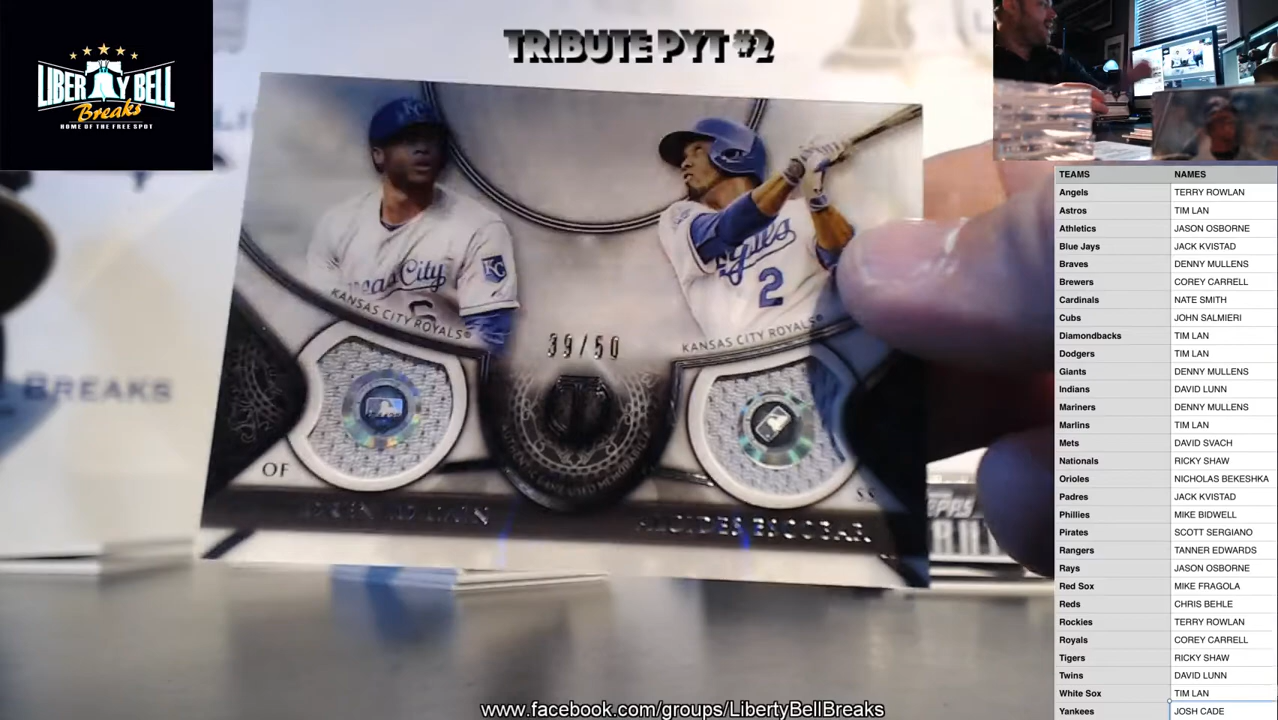 TRIBUTE PYT #2
LIBERTY BELL
Breaks
HOME OF THE FREE SPOT
KC
Kansas City
KC
KANSAS CITY ROYALS®
Royals
2
KANSAS CITY ROYALS®
39/50
OF
SS
ALCIDES ESCOBAR
BREAKS
TEAMS NAMES
Angels TERRY ROWLAN
Astros TIM LAN
Athletics JASON OSBORNE
Blue Jays JACK KVISTAD
Braves DENNY MULLENS
Brewers COREY CARRELL
Cardinals NATE SMITH
Cubs JOHN SALMIERI
Diamondbacks TIM LAN
Dodgers TIM LAN
Giants DENNY MULLENS
Indians DAVID LUNN
Mariners DENNY MULLENS
Marlins TIM LAN
Mets DAVID SVACH
Nationals RICKY SHAW
Orioles NICHOLAS BEKESHKA
Padres JACK KVISTAD
Phillies MIKE BIDWELL
Pirates SCOTT SERGIANO
Rangers TANNER EDWARDS
Rays JASON OSBORNE
Red Sox MIKE FRAGOLA
Reds CHRIS BEHLE
Rockies TERRY ROWLAN
Royals COREY CARRELL
Tigers RICKY SHAW
Twins DAVID LUNN
White Sox TIM LAN
Yankees JOSH CADE
www.facebook.com/groups/LibertyBellBreaks